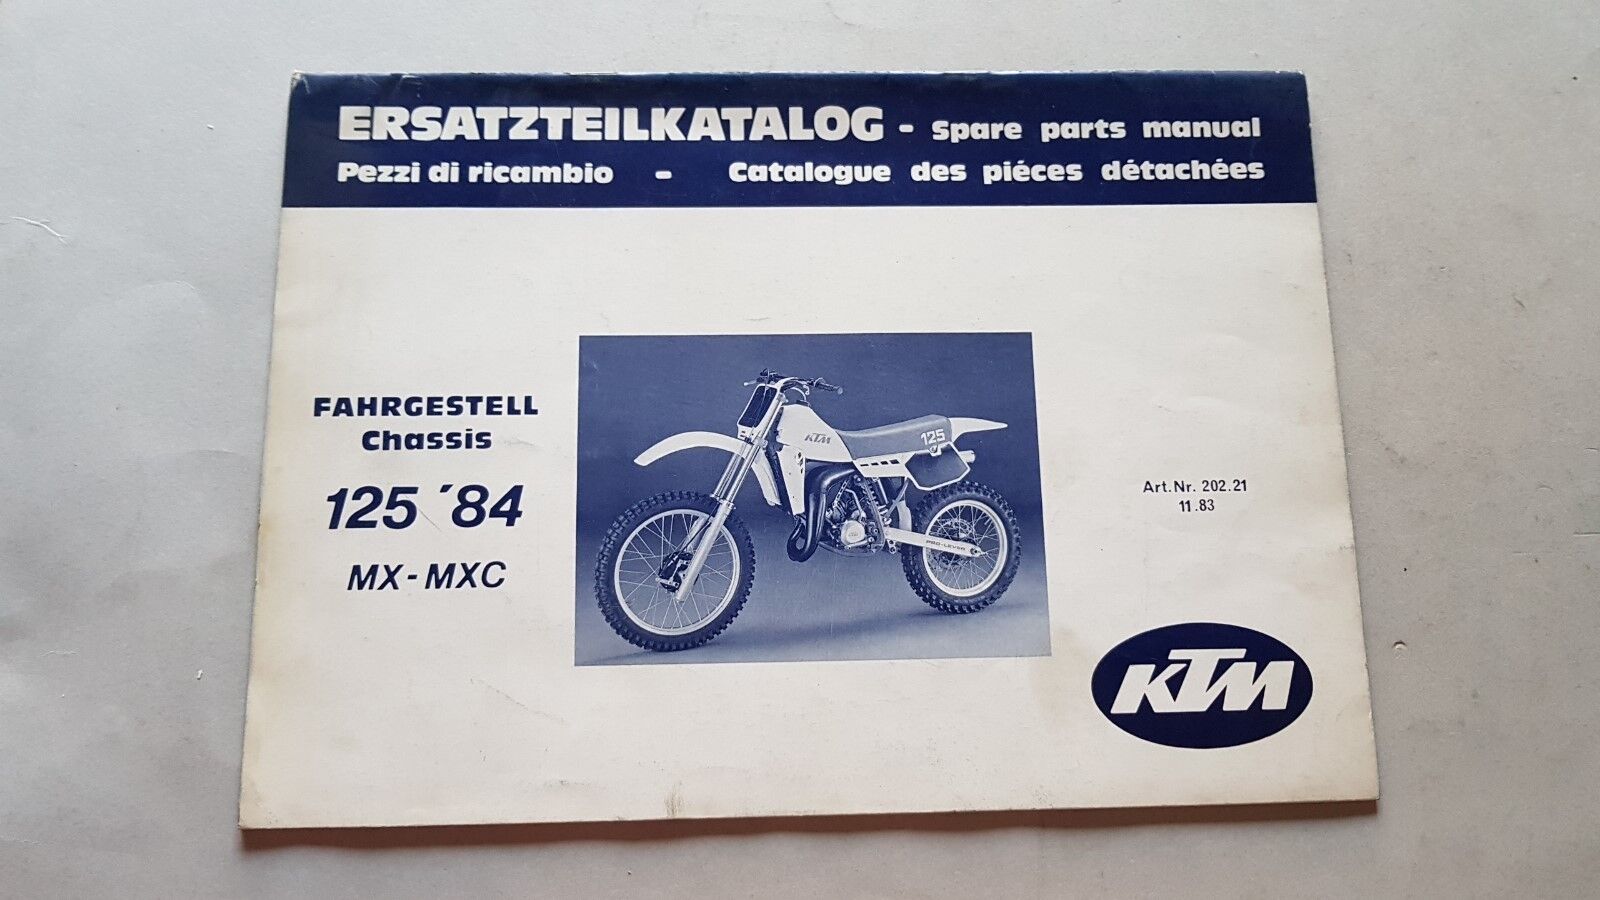 ERSATZTEILKATALOG - Spare parts manual
Pezzi di ricambio - Catalogue des piéces détachées
FAHRGESTELL
Chassis
125 ´84
MX - MXC
KTM
125
PRO-LEVER
Art.Nr. 202.21
11.83
KTM